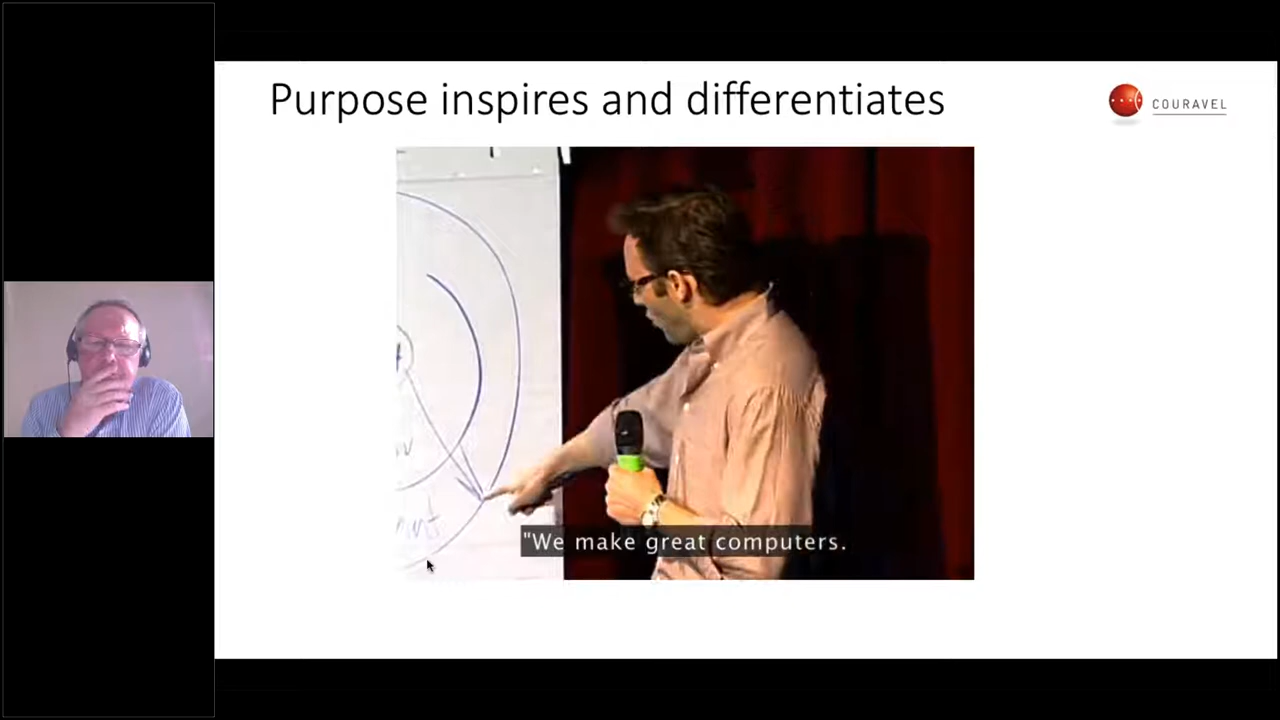 Purpose inspires and differentiates
COURAVEL
"We make great computers.